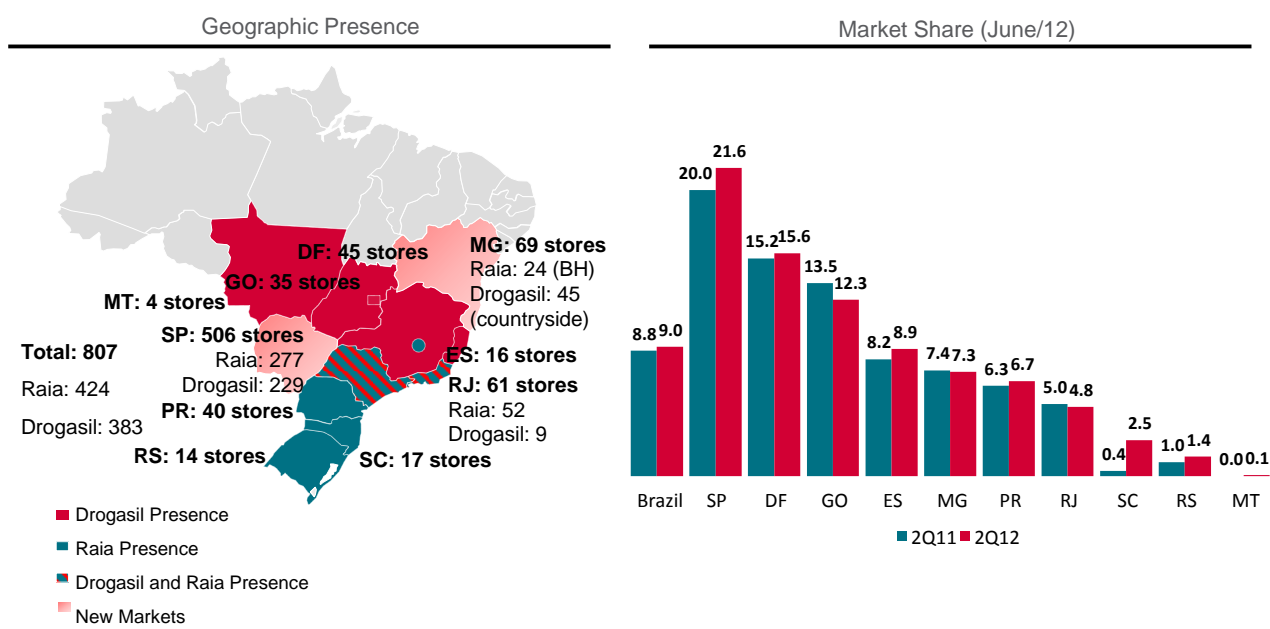 Geographic Presence
DF: 45 stores
GO: 35 stores
MT: 4 stores
MG: 69 stores
Raia: 24 (BH)
Drogasil: 45
(countryside)
SP: 506 stores
Raia: 277
Drogasil: 229
Total: 807
Raia: 424
Drogasil: 383
ES: 16 stores
RJ: 61 stores
Raia: 52
Drogasil: 9
PR: 40 stores
RS: 14 stores
SC: 17 stores
Drogasil Presence
Raia Presence
Drogasil and Raia Presence
New Markets
Market Share (June/12)
8.8 9.0
20.0 21.6
15.2 15.6
13.5 12.3
8.2 8.9
7.4 7.3
6.3 6.7
5.0 4.8
0.4 2.5
1.0 1.4
0.0 0.1
Brazil SP DF GO ES MG PR RJ SC RS MT
2Q11 2Q12